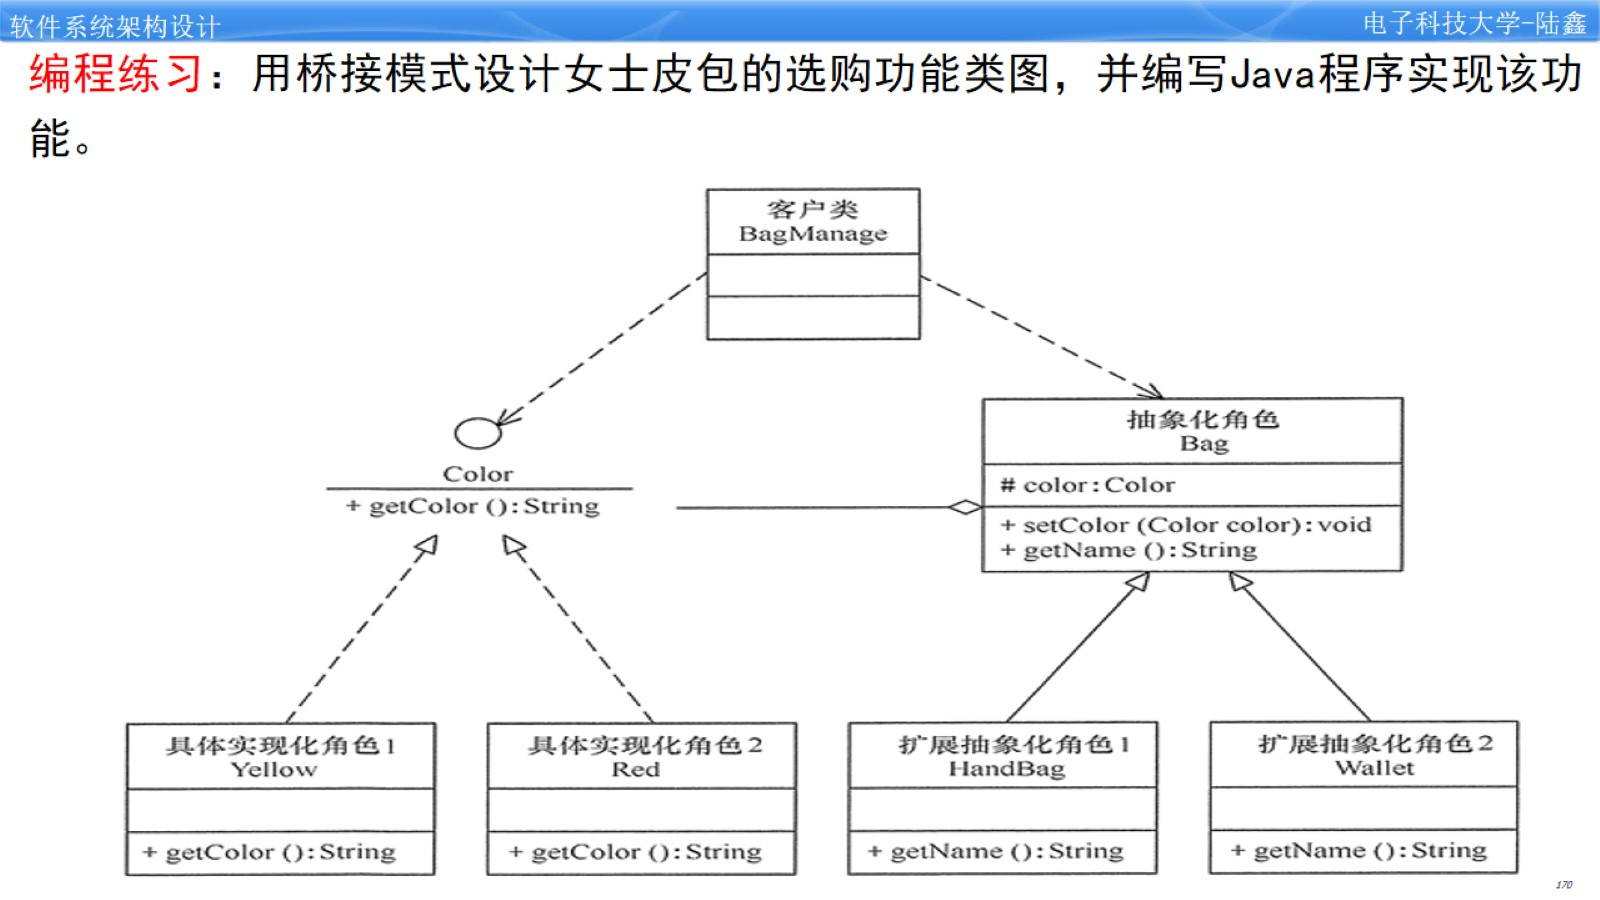 软件系统架构设计
电子科技大学-陆鑫
编程练习：用桥接模式设计女士皮包的选购功能类图，并编写Java程序实现该功
能。
客户类
BagManage
Color
+ getColor ():String
抽象化角色
Bag
# color:Color
+ setColor (Color color):void
+ getName ():String
具体实现化角色1
Yellow
+ getColor ():String
具体实现化角色2
Red
+ getColor ():String
扩展抽象化角色1
HandBag
+ getName ():String
扩展抽象化角色2
Wallet
+ getName ():String
170